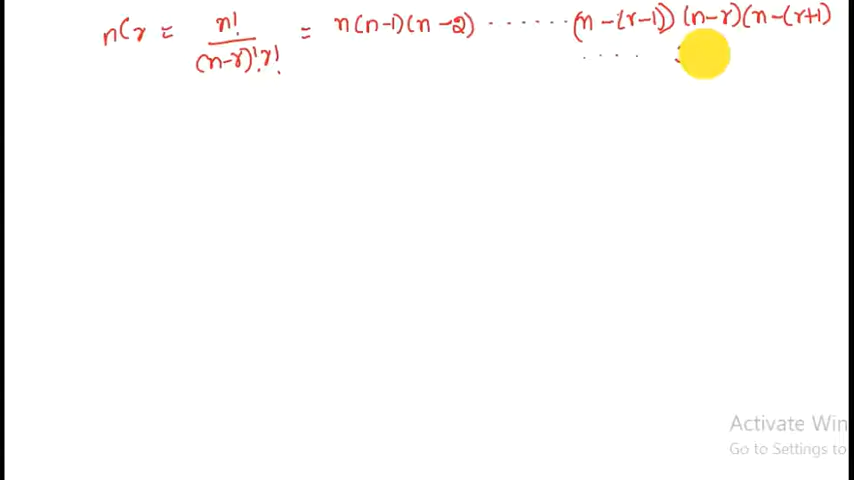 nCr = n! / (n-r)! r! = n(n-1)(n-2) ........ (n-(r-1)) (n-r)(n-(r+1)
....
Activate Win
Go to Settings to